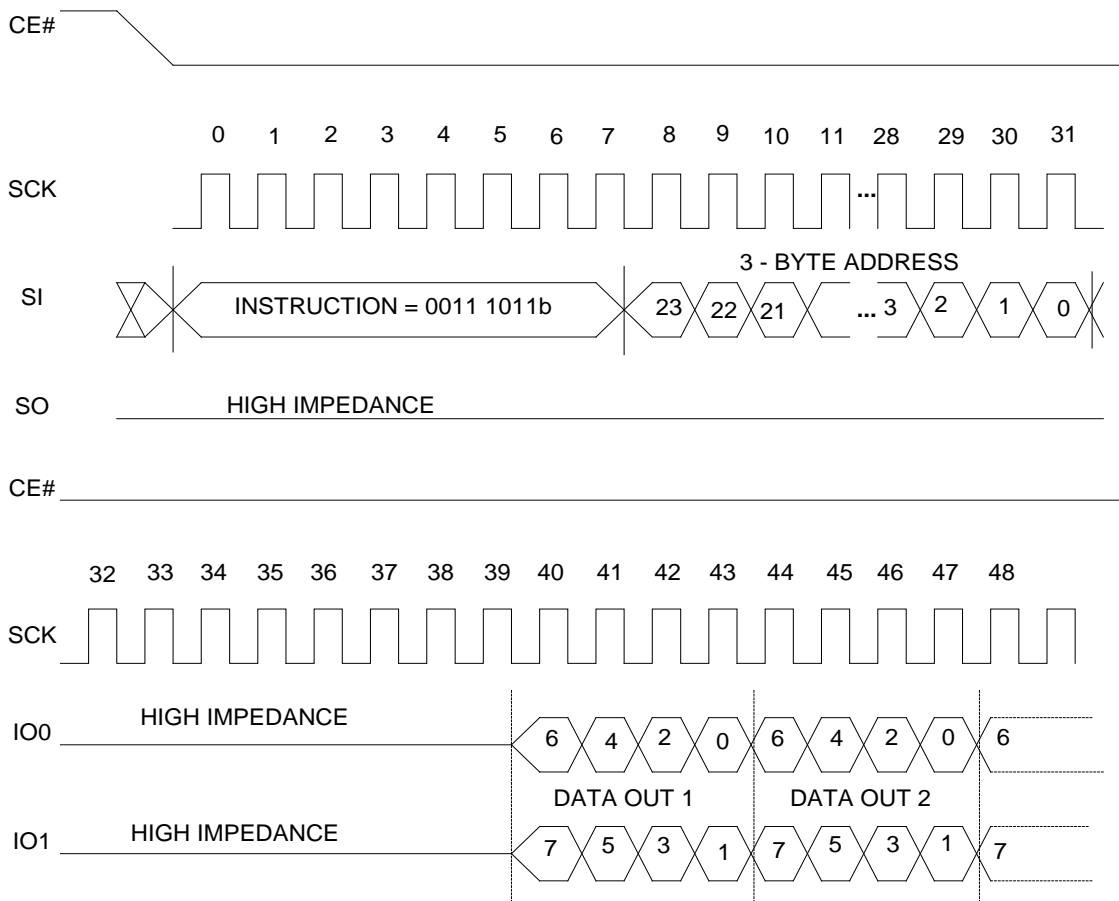 CE#
0 1 2 3 4 5 6 7 8 9 10 11 28 29 30 31
SCK ...
3 - BYTE ADDRESS
SI INSTRUCTION = 0011 1011b 23 22 21 ... 3 2 1 0
SO HIGH IMPEDANCE
CE#
32 33 34 35 36 37 38 39 40 41 42 43 44 45 46 47 48
SCK
HIGH IMPEDANCE
IO0 6 4 2 0 6 4 2 0 6
DATA OUT 1 DATA OUT 2
IO1 HIGH IMPEDANCE 7 5 3 1 7 5 3 1 7